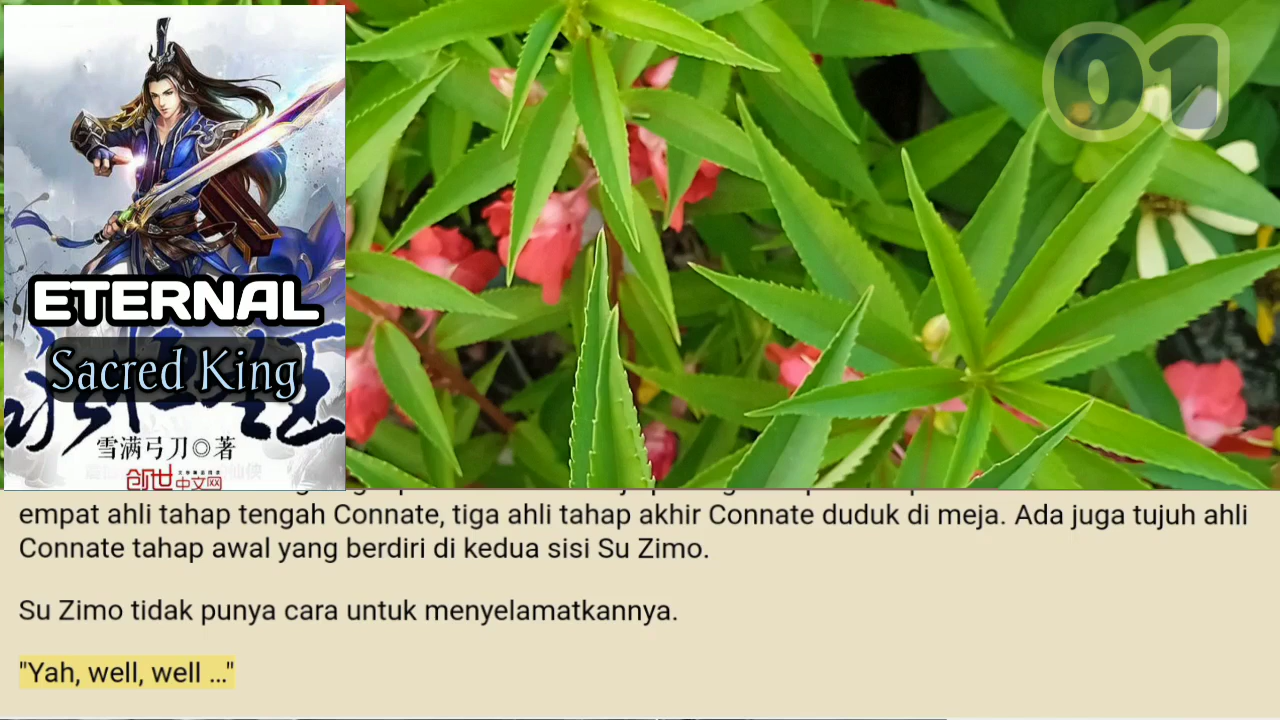 01
ETERNAL
Sacred King
雪满弓刀◎著
创世中文网
empat ahli tahap tengah Connate, tiga ahli tahap akhir Connate duduk di meja. Ada juga tujuh ahli
Connate tahap awal yang berdiri di kedua sisi Su Zimo.
Su Zimo tidak punya cara untuk menyelamatkannya.
"Yah, well, well ..."